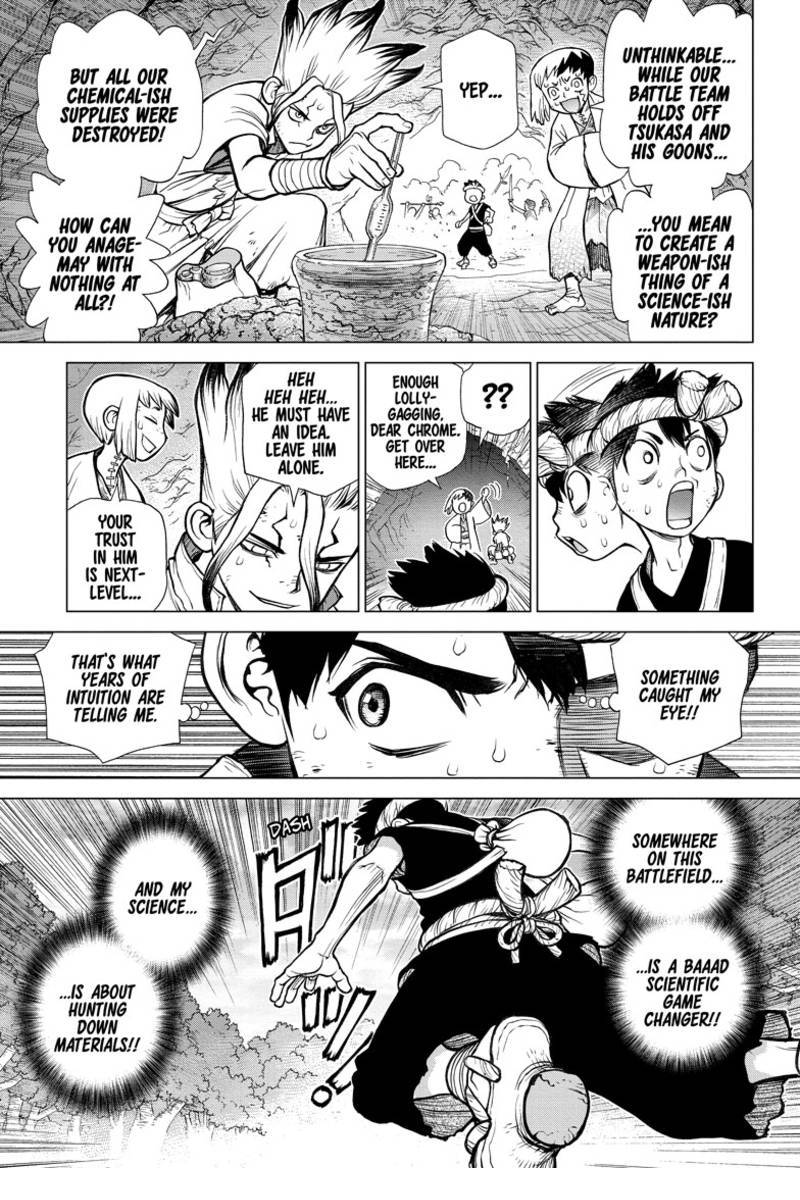 UNTHINKABLE...
WHILE OUR
BATTLE TEAM
HOLDS OFF
TSUKASA AND
HIS GOONS...
...YOU MEAN
TO CREATE A
WEAPON-ISH
THING OF A
SCIENCE-ISH
NATURE?
YEP...
BUT ALL OUR
CHEMICAL-ISH
SUPPLIES WERE
DESTROYED!
HOW CAN
YOU ANAGE-
MAY WITH
NOTHING AT
ALL?!
??
ENOUGH
LOLLY-
GAGGING,
DEAR CHROME.
GET OVER
HERE...
HEH
HEH HEH...
HE MUST HAVE
AN IDEA.
LEAVE HIM
ALONE.
YOUR
TRUST
IN HIM
IS NEXT-
LEVEL...
SOMETHING
CAUGHT MY
EYE!!
THAT'S WHAT
YEARS OF
INTUITION ARE
TELLING ME.
SOMEWHERE
ON THIS
BATTLEFIELD...
...IS A BAAAD
SCIENTIFIC
GAME
CHANGER!!
DASH
ダッ!
AND MY
SCIENCE...
...IS ABOUT
HUNTING
DOWN
MATERIALS!!